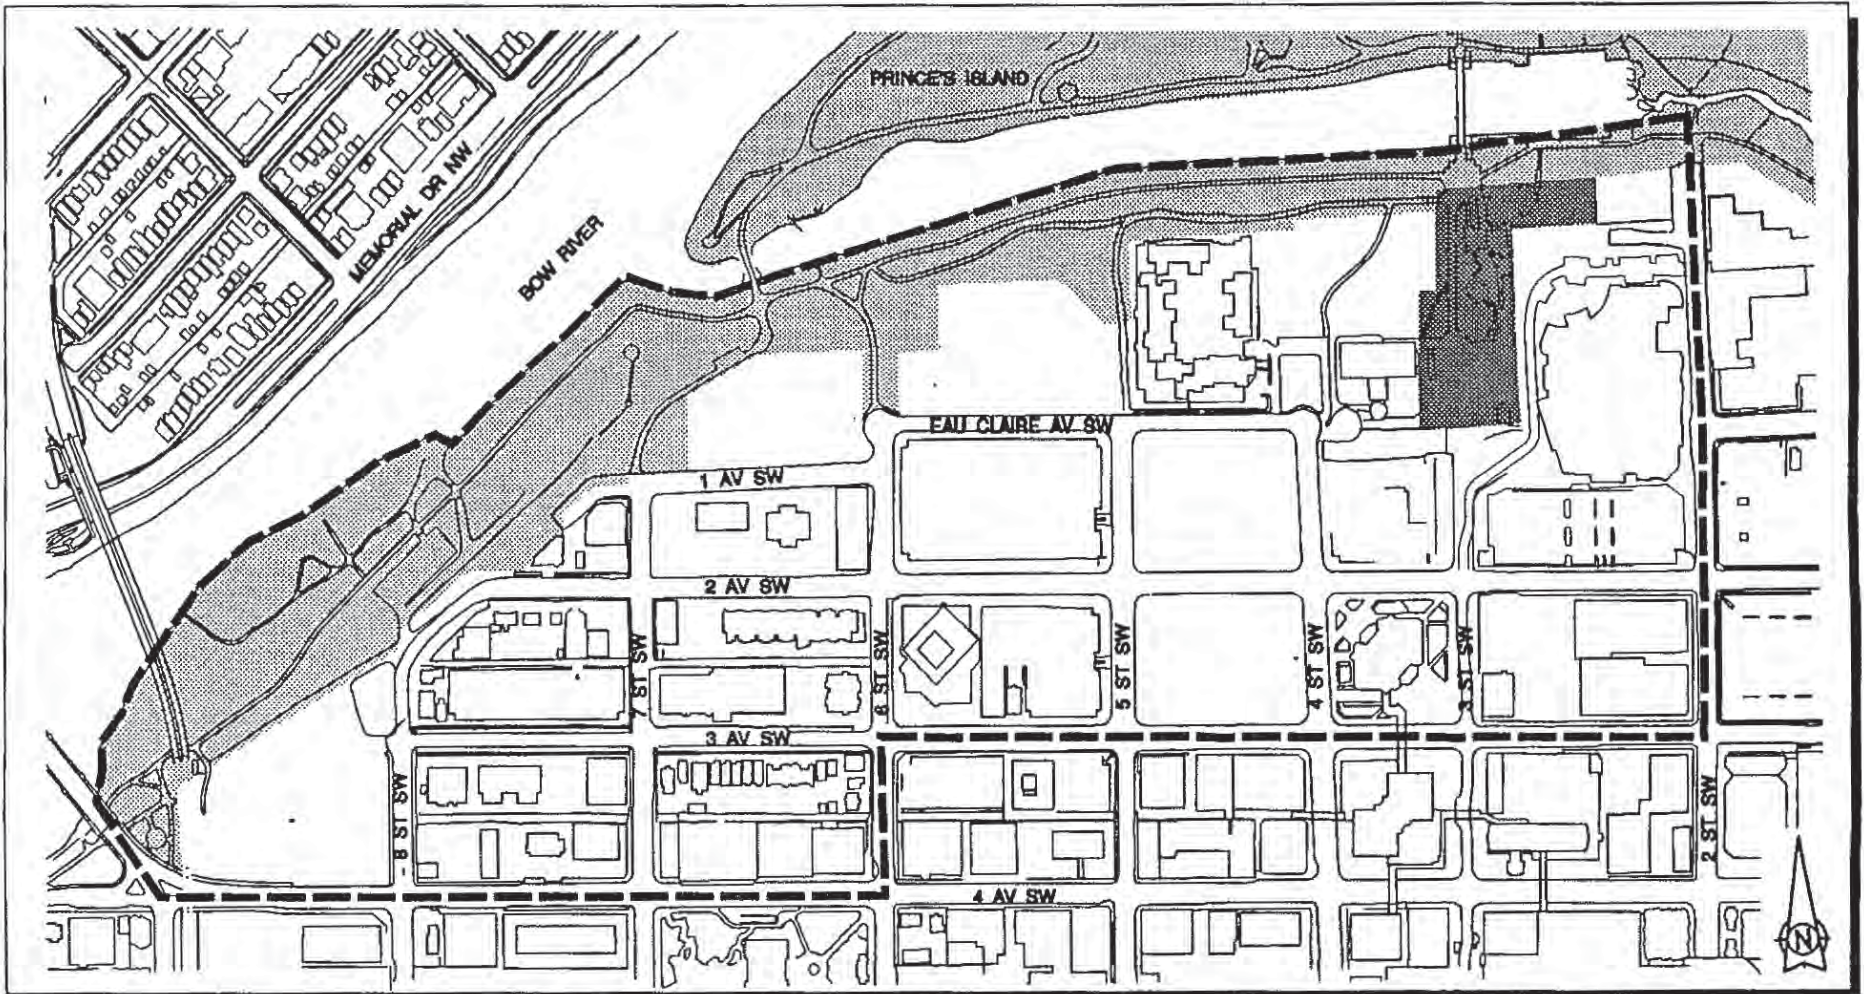 PRINCE'S ISLAND
MEMORIAL DR NW
BOW RIVER
EAU CLAIRE AV SW
1 AV SW
2 AV SW
7 ST SW
6 ST SW
5 ST SW
4 ST SW
3 ST SW
3 AV SW
8 ST SW
2 ST SW
4 AV SW
N